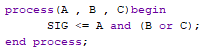 process(A , B , C)begin
SIG <= A and (B or C);
end process;